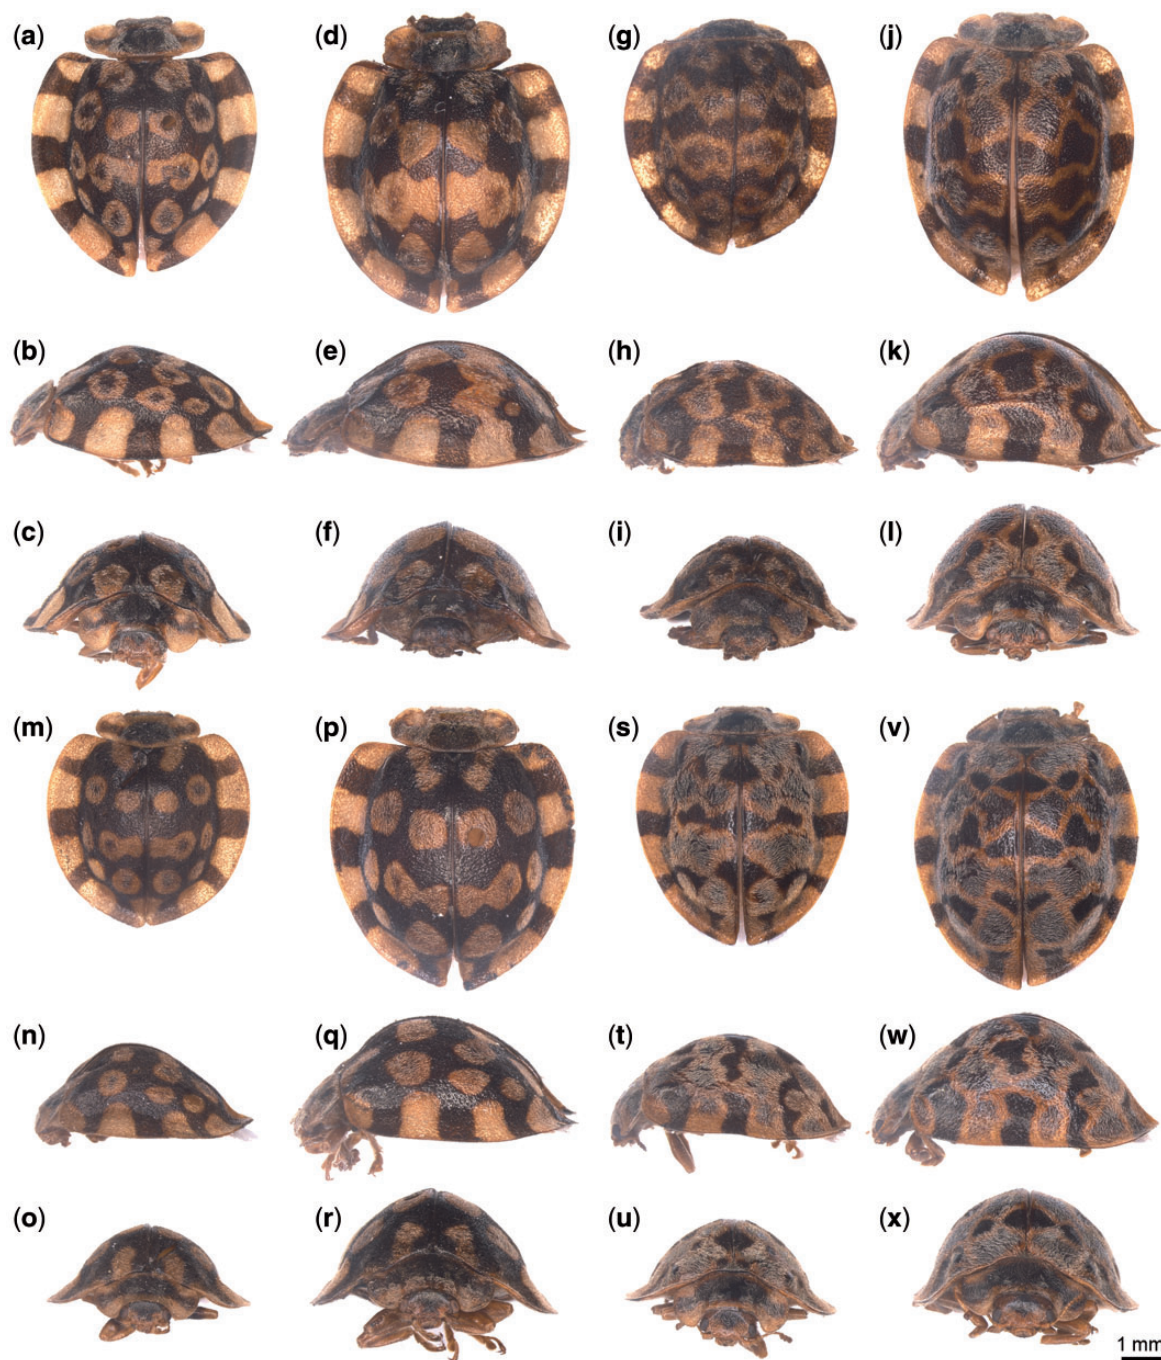 (a) (d) (g) (j)
(b) (e) (h) (k)
(c) (f) (i) (l)
(m) (p) (s) (v)
(n) (q) (t) (w)
(o) (r) (u) (x)
1 mm